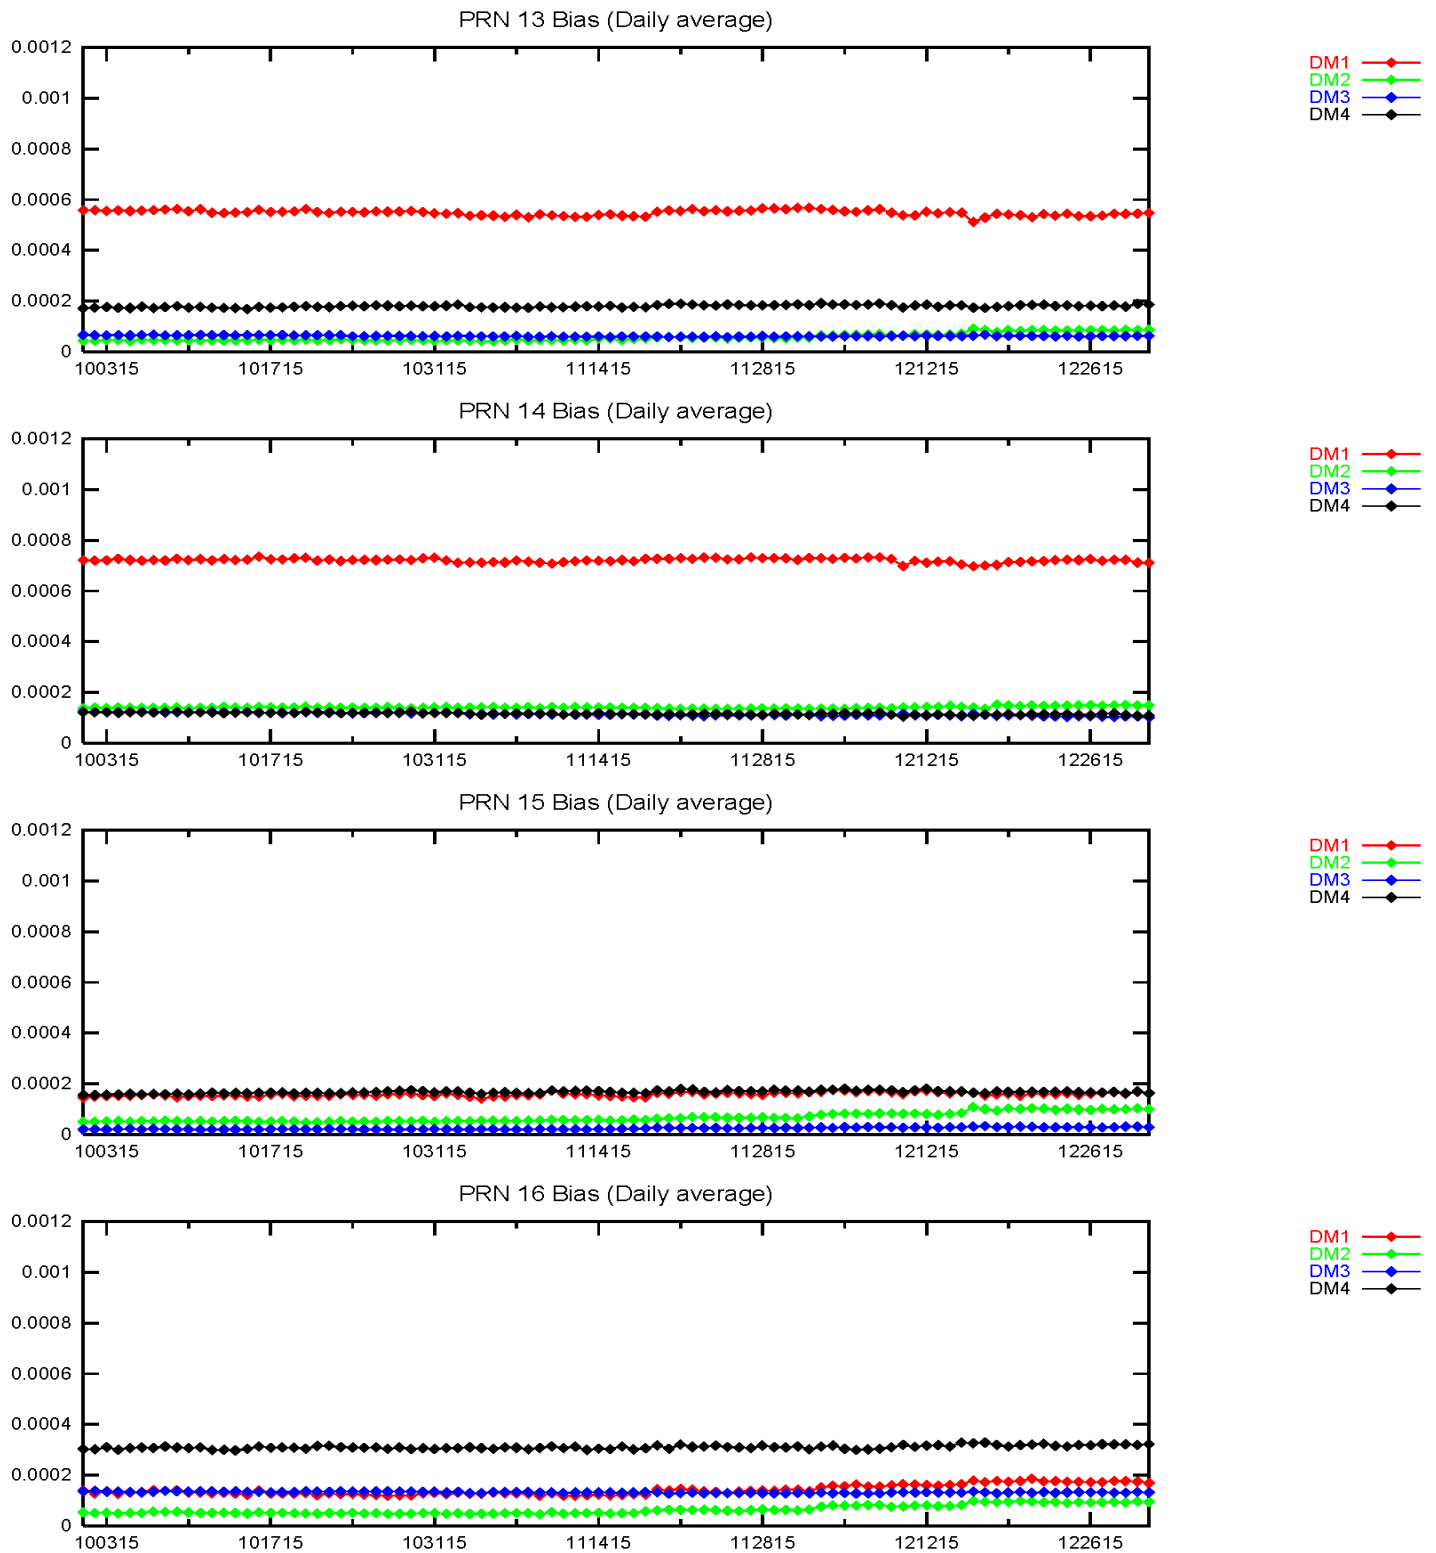 PRN 13 Bias (Daily average)
0.0012
0.001
0.0008
0.0006
0.0004
0.0002
0
100315 101715 103115 111415 112815 121215 122615
DM1
DM2
DM3
DM4
PRN 14 Bias (Daily average)
0.0012
0.001
0.0008
0.0006
0.0004
0.0002
0
100315 101715 103115 111415 112815 121215 122615
DM1
DM2
DM3
DM4
PRN 15 Bias (Daily average)
0.0012
0.001
0.0008
0.0006
0.0004
0.0002
0
100315 101715 103115 111415 112815 121215 122615
DM1
DM2
DM3
DM4
PRN 16 Bias (Daily average)
0.0012
0.001
0.0008
0.0006
0.0004
0.0002
0
100315 101715 103115 111415 112815 121215 122615
DM1
DM2
DM3
DM4